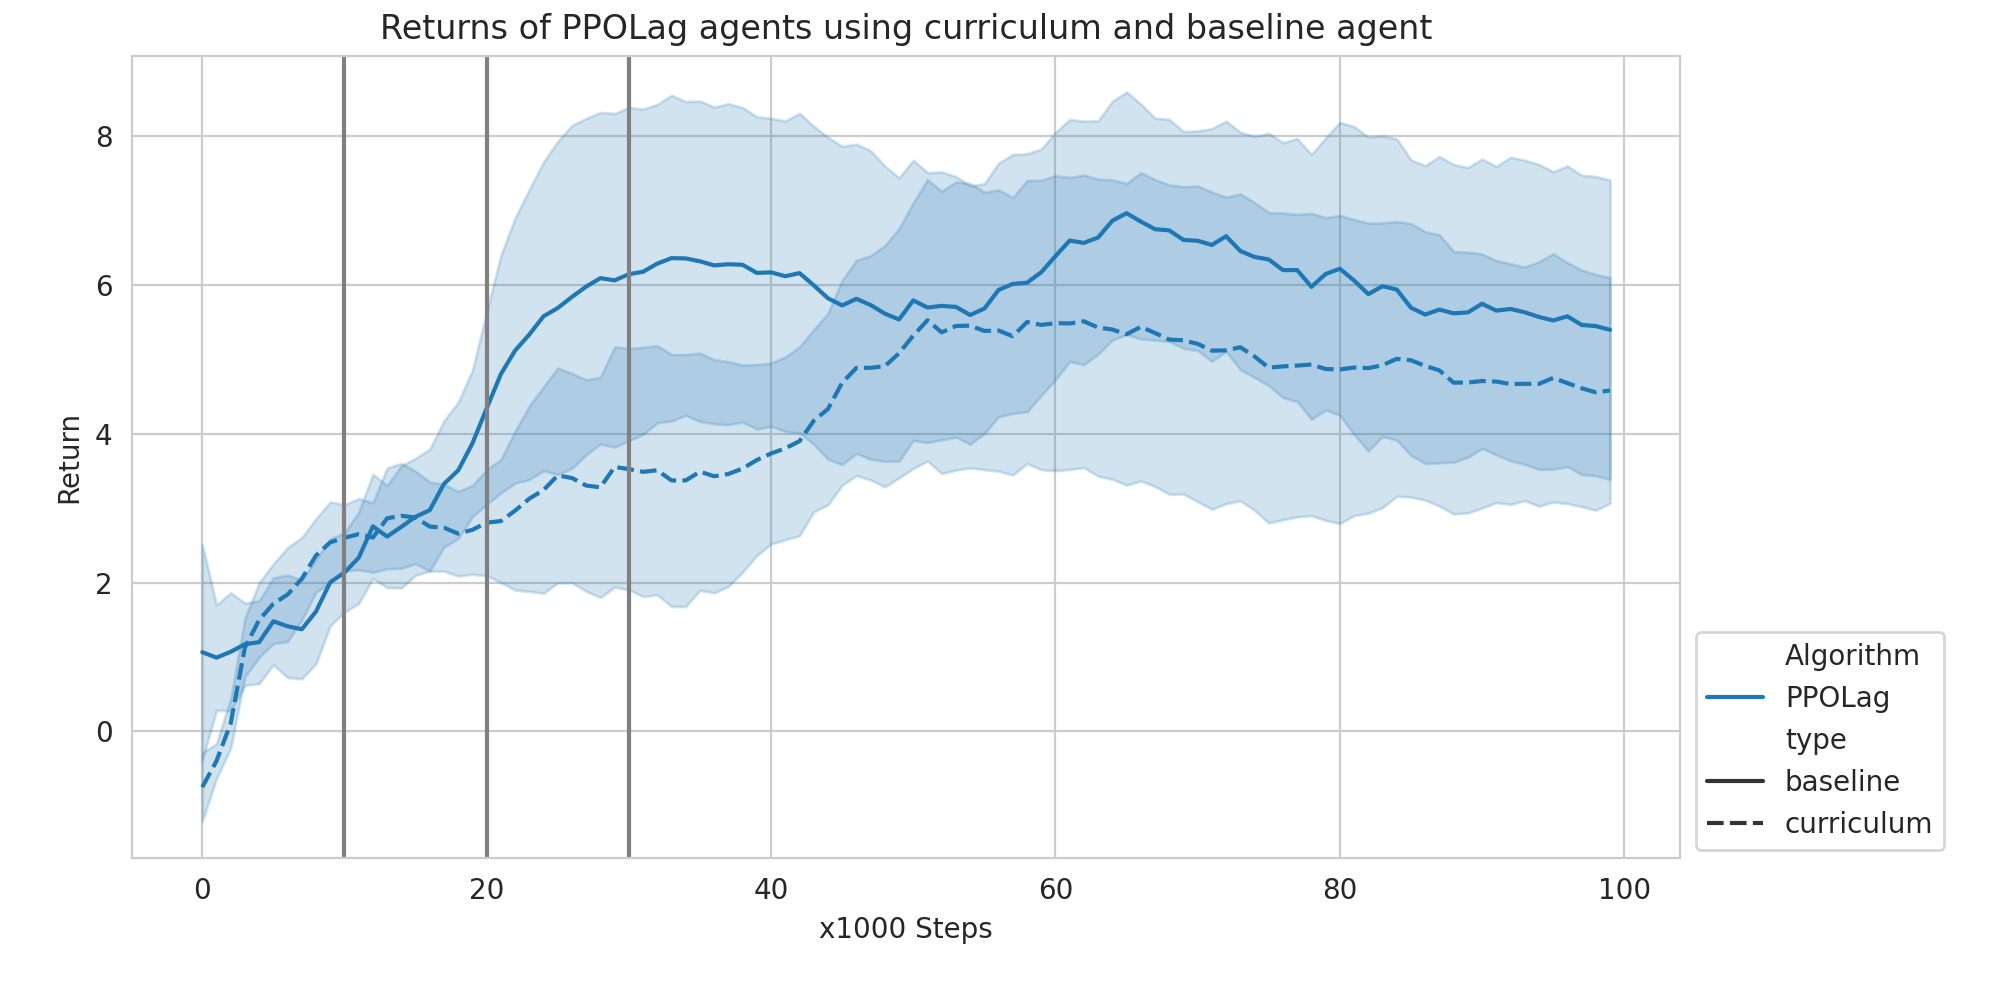 Returns of PPOLag agents using curriculum and baseline agent
8
6
4
2
0
Return
0 20 40 60 80 100
x1000 Steps
Algorithm
PPOLag
type
baseline
curriculum